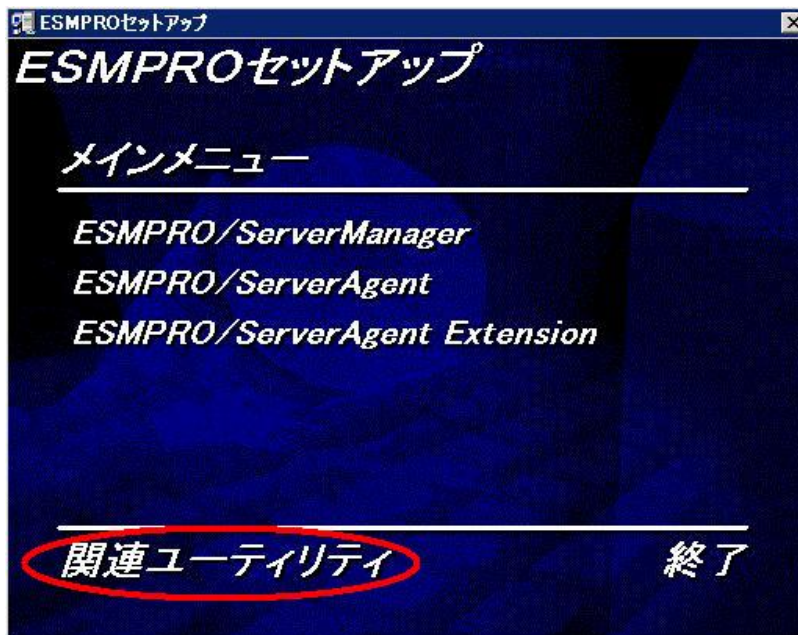 ESMPROセットアップ
ESMPROセットアップ
メインメニュー
ESMPRO/ServerManager
ESMPRO/ServerAgent
ESMPRO/ServerAgent Extension
関連ユーティリティ 終了